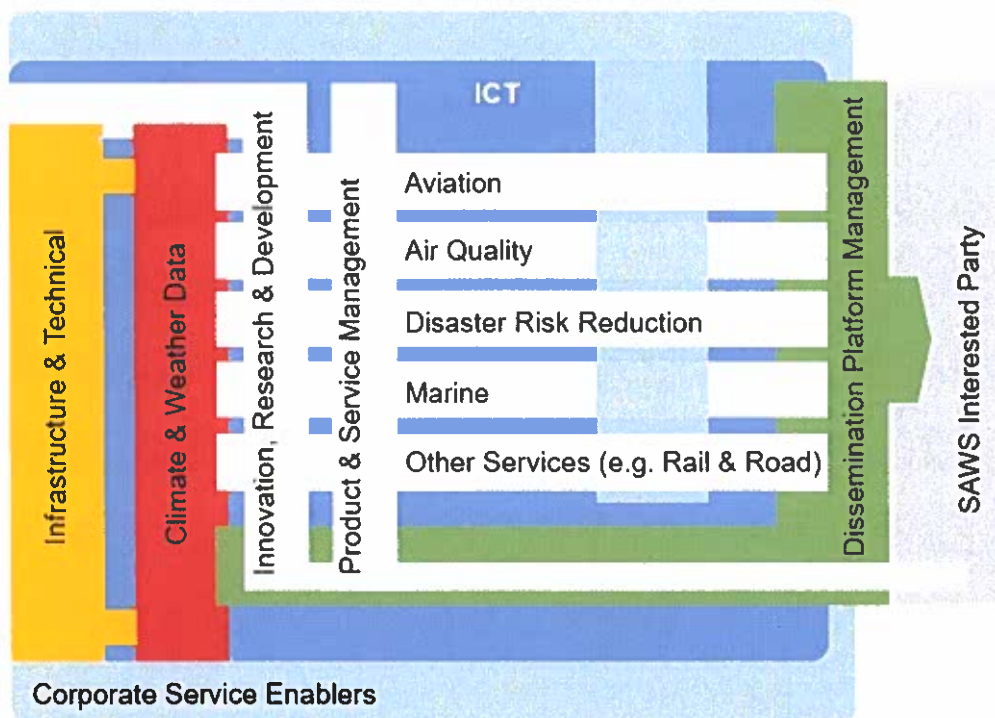 ICT
Infrastructure & Technical
Climate & Weather Data
Innovation, Research & Development
Product & Service Management
Aviation
Air Quality
Disaster Risk Reduction
Marine
Other Services (e.g. Rail & Road)
Dissemination Platform Management
SAWS Interested Party
Corporate Service Enablers